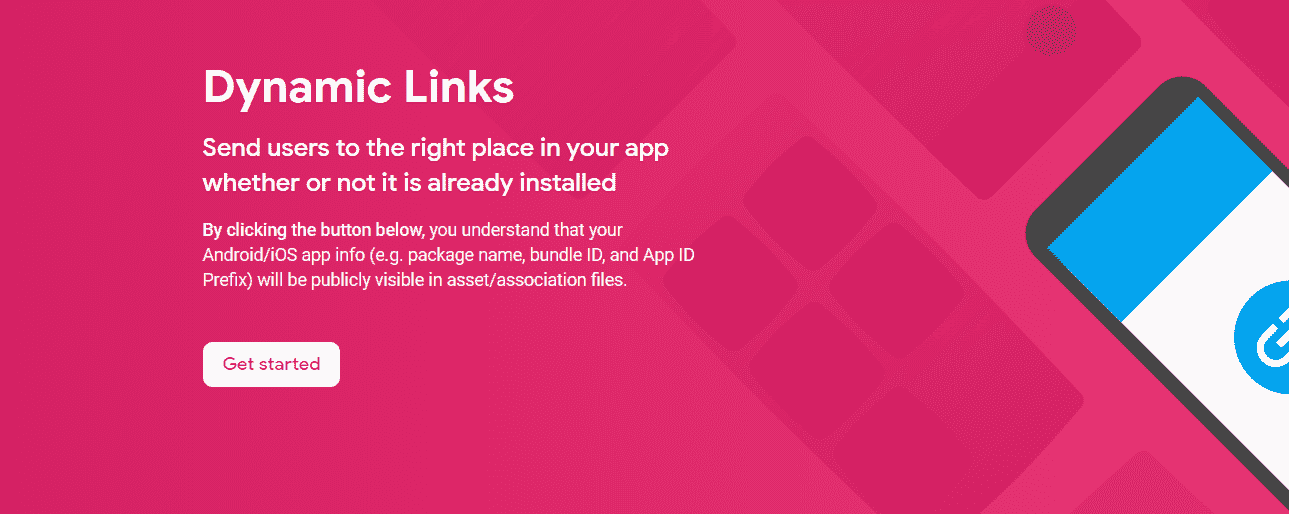 Dynamic Links
Send users to the right place in your app
whether or not it is already installed
By clicking the button below, you understand that your
Android/iOS app info (e.g. package name, bundle ID, and App ID
Prefix) will be publicly visible in asset/association files.
Get started